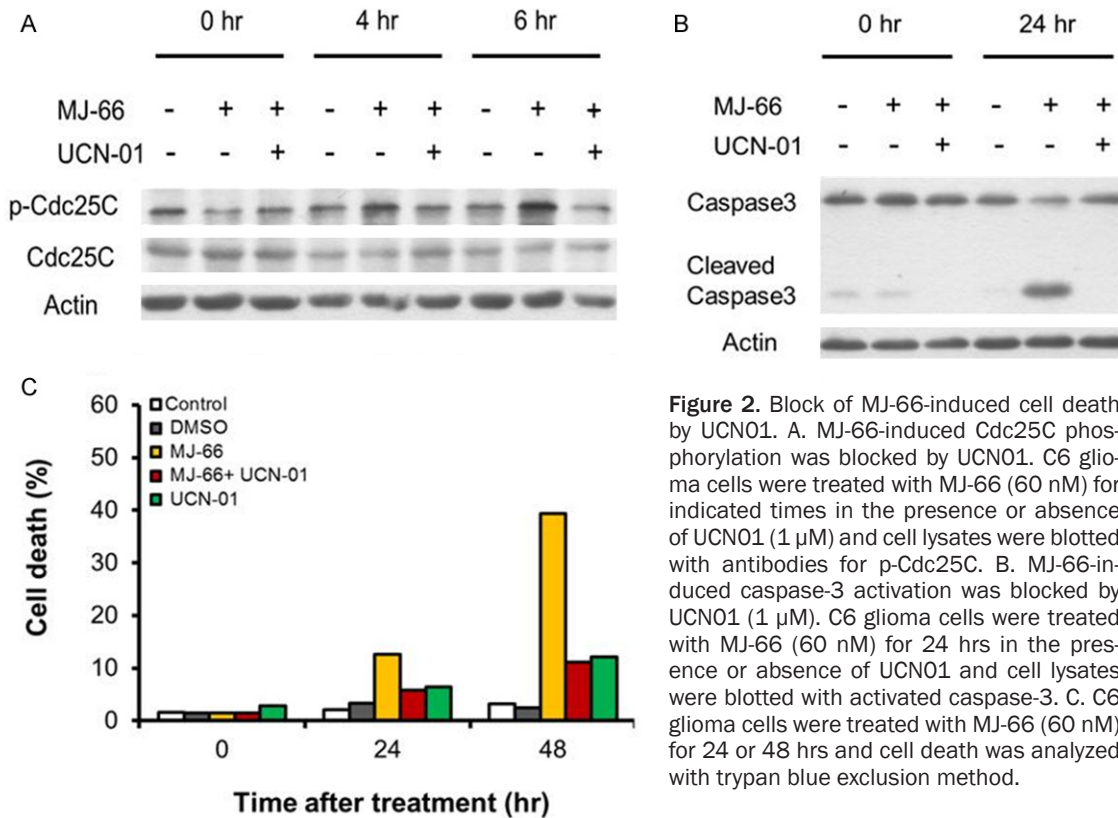 A
0 hr 4 hr 6 hr
MJ-66 - + + - + + - + +
UCN-01 - - + - - + - - +
p-Cdc25C
Cdc25C
Actin
B
0 hr 24 hr
MJ-66 - + + - + +
UCN-01 - - + - - +
Caspase3
Cleaved
Caspase3
Actin
C
Cell death (%)
60
50
40
30
20
10
0
Control
DMSO
MJ-66
MJ-66+ UCN-01
UCN-01
0 24 48
Time after treatment (hr)
Figure 2. Block of MJ-66-induced cell death
by UCN01. A. MJ-66-induced Cdc25C phos-
phorylation was blocked by UCN01. C6 glio-
ma cells were treated with MJ-66 (60 nM) for
indicated times in the presence or absence
of UCN01 (1 μM) and cell lysates were blotted
with antibodies for p-Cdc25C. B. MJ-66-in-
duced caspase-3 activation was blocked by
UCN01 (1 μM). C6 glioma cells were treated
with MJ-66 (60 nM) for 24 hrs in the pres-
ence or absence of UCN01 and cell lysates
were blotted with activated caspase-3. C. C6
glioma cells were treated with MJ-66 (60 nM)
for 24 or 48 hrs and cell death was analyzed
with trypan blue exclusion method.